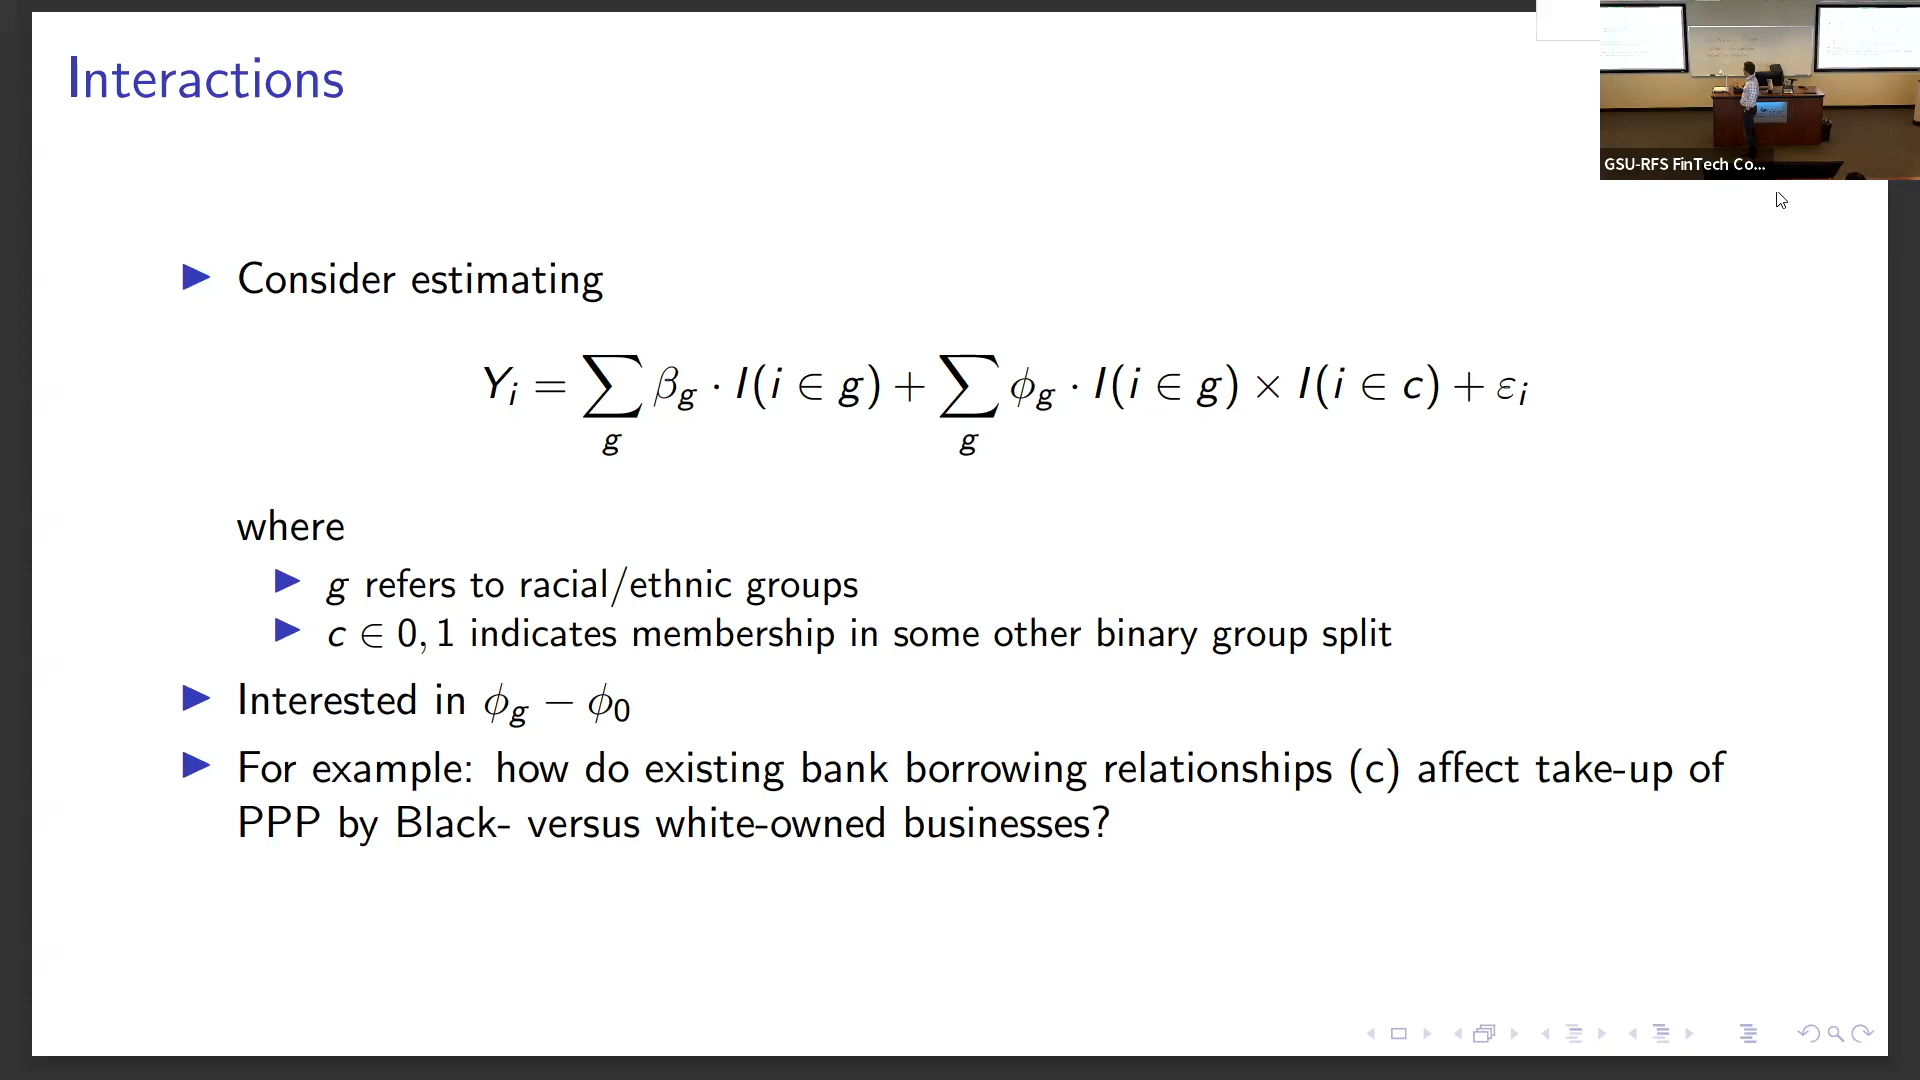 Interactions
GSU-RFS FinTech Co...
▶ Consider estimating
Y_i = ∑_g β_g · I(i ∈ g) + ∑_g ϕ_g · I(i ∈ g) × I(i ∈ c) + ε_i
where
▶ g refers to racial/ethnic groups
▶ c ∈ 0, 1 indicates membership in some other binary group split
▶ Interested in ϕ_g − ϕ_0
▶ For example: how do existing bank borrowing relationships (c) affect take-up of
PPP by Black- versus white-owned businesses?